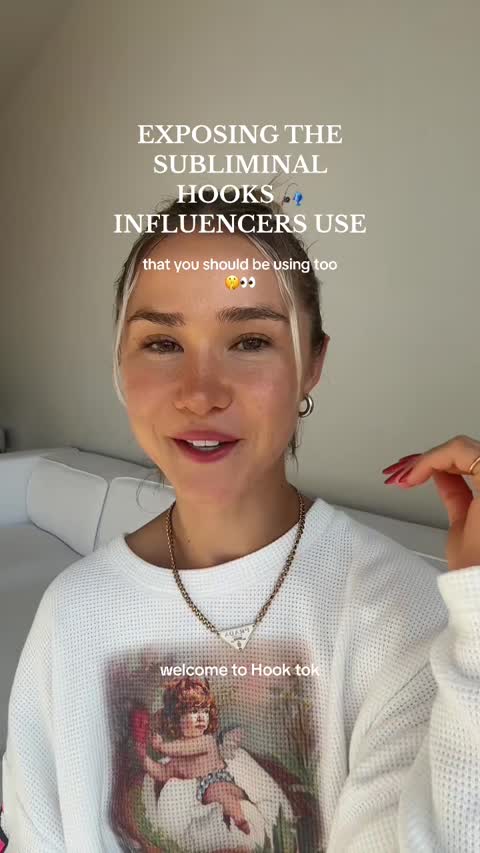 EXPOSING THE
SUBLIMINAL
HOOKS 🎣
INFLUENCERS USE
that you should be using too
🤫👀
welcome to Hook tok